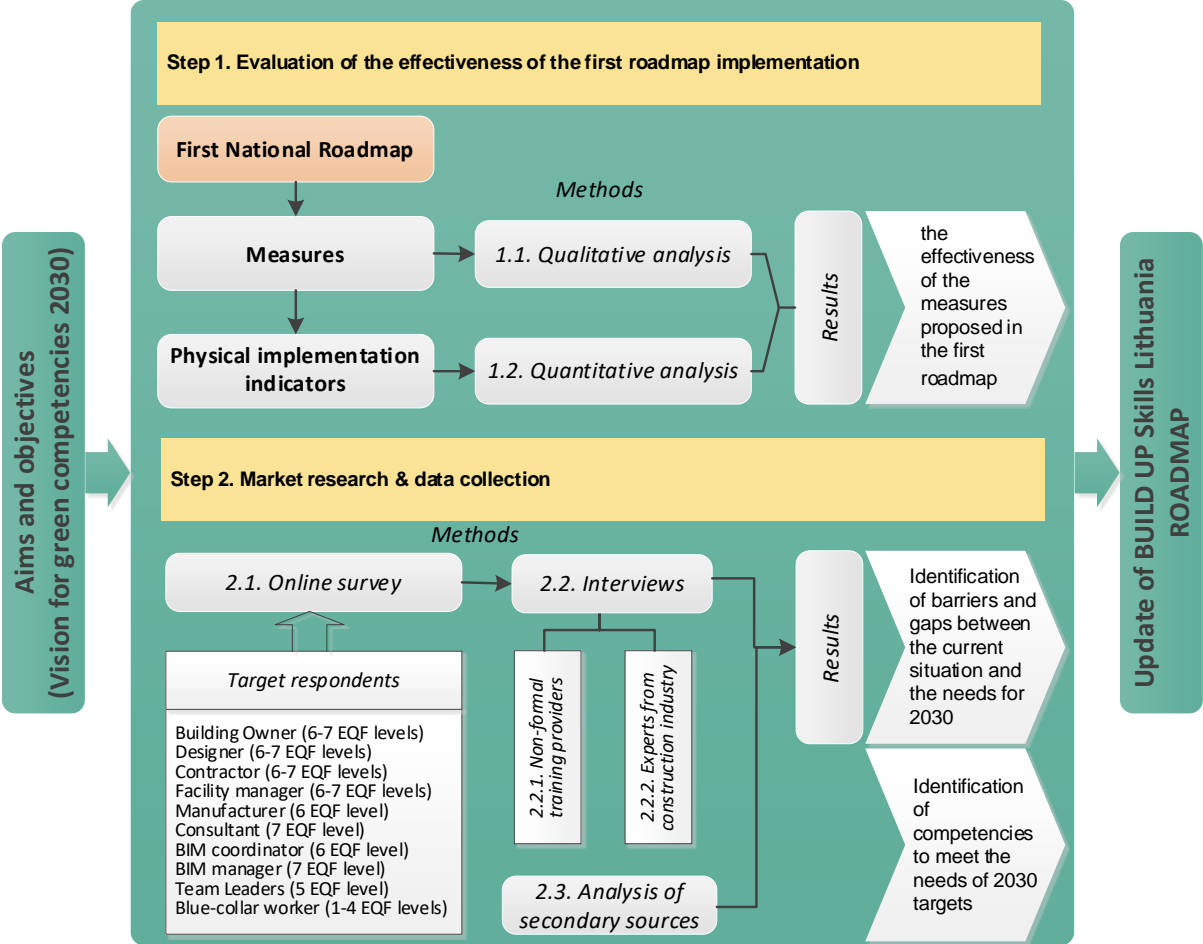 Aims and objectives
(Vision for green competencies 2030)
Step 1. Evaluation of the effectiveness of the first roadmap implementation
First National Roadmap
Methods
Measures
1.1. Qualitative analysis
Physical implementation
indicators
1.2. Quantitative analysis
Results
the
effectiveness
of the
measures
proposed in
the first
roadmap
Step 2. Market research & data collection
Methods
2.1. Online survey
2.2. Interviews
Target respondents
Building Owner (6-7 EQF levels)
Designer (6-7 EQF levels)
Contractor (6-7 EQF levels)
Facility manager (6-7 EQF levels)
Manufacturer (6 EQF level)
Consultant (7 EQF level)
BIM coordinator (6 EQF level)
BIM manager (7 EQF level)
Team Leaders (5 EQF level)
Blue-collar worker (1-4 EQF levels)
2.2.1. Non-formal
training providers
2.2.2. Experts from
construction industry
2.3. Analysis of
secondary sources
Results
Identification
of barriers and
gaps between
the current
situation and
the needs for
2030
Identification
of
competencies
to meet the
needs of 2030
targets
Update of BUILD UP Skills Lithuania
ROADMAP